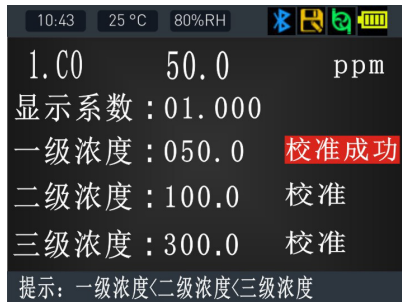 10:43 25 °C 80%RH
1.CO 50.0 ppm
显示系数:01.000
一级浓度:050.0 校准成功
二级浓度:100.0 校准
三级浓度:300.0 校准
提示: 一级浓度<二级浓度<三级浓度